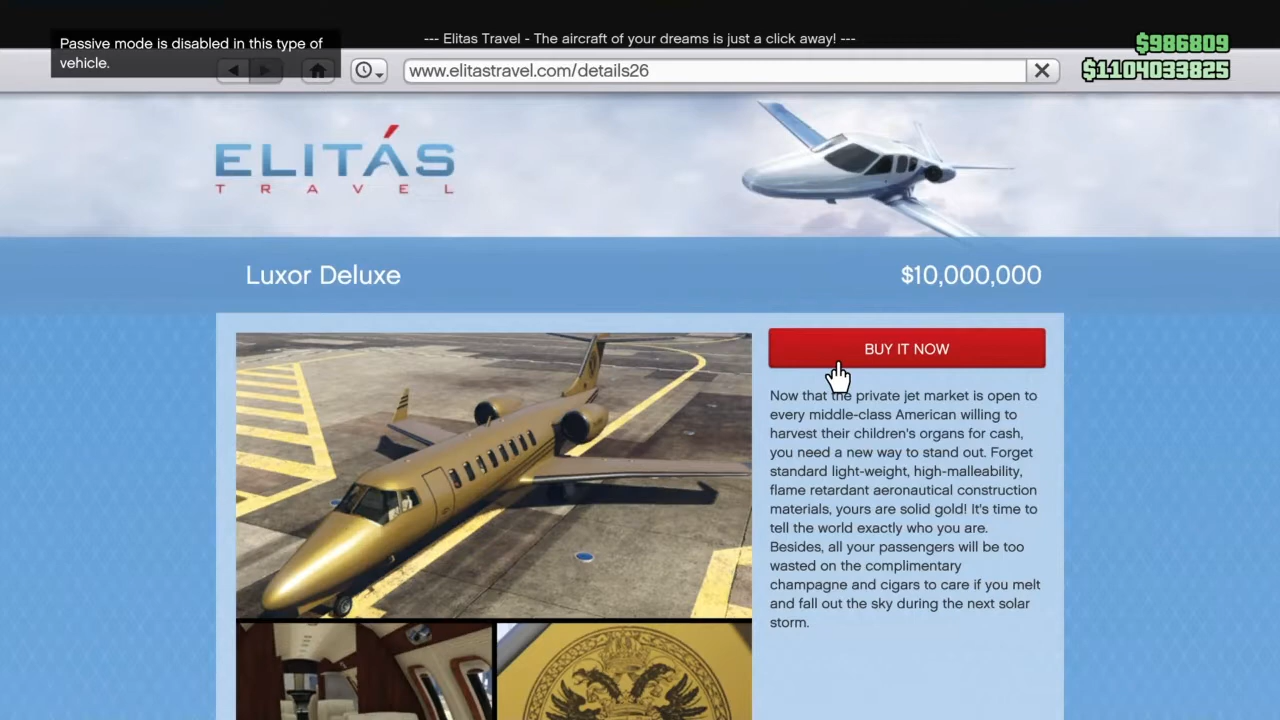 Passive mode is disabled in this type of
vehicle.
--- Elitas Travel - The aircraft of your dreams is just a click away! ---
$986809
$1104033825
www.elitastravel.com/details26
ELITÁS
TRAVEL
Luxor Deluxe
$10,000,000
BUY IT NOW
Now that the private jet market is open to
every middle-class American willing to
harvest their children's organs for cash,
you need a new way to stand out. Forget
standard light-weight, high-malleability,
flame retardant aeronautical construction
materials, yours are solid gold! It's time to
tell the world exactly who you are.
Besides, all your passengers will be too
wasted on the complimentary
champagne and cigars to care if you melt
and fall out the sky during the next solar
storm.